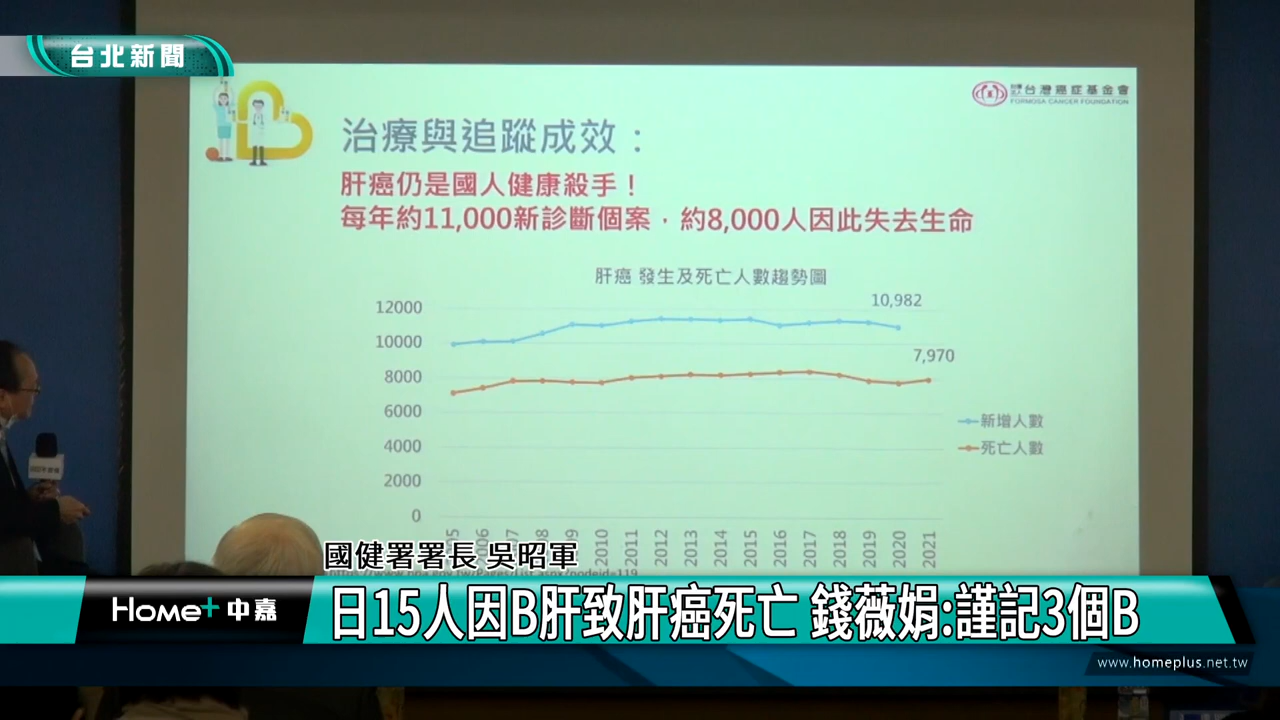 台北新聞
台灣癌症基金會
FORMOSA CANCER FOUNDATION
治療與追蹤成效：
肝癌仍是國人健康殺手！
每年約11,000新診斷個案，約8,000人因此失去生命
肝癌 發生及死亡人數趨勢圖
12000
10,982
10000
7,970
8000
6000
新增人數
4000
死亡人數
2000
0
2010 2011 2012 2013 2014 2015 2016 2017 2018 2019 2020 2021
國健署署長 吳昭軍
Home+ 中嘉
日15人因B肝致肝癌死亡 錢薇娟:謹記3個B
www.homeplus.net.tw